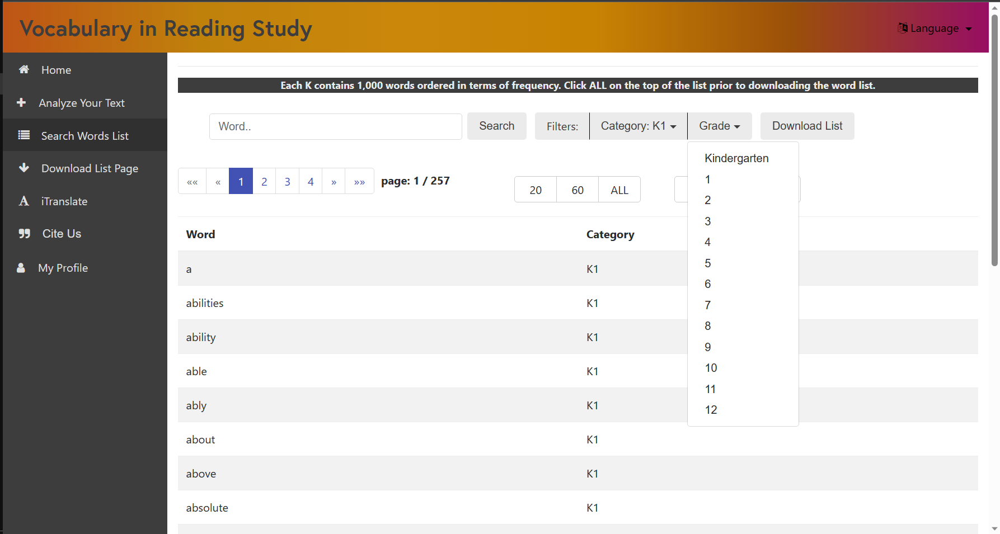 Vocabulary in Reading Study
Language
Home
Analyze Your Text
Search Words List
Download List Page
iTranslate
Cite Us
My Profile
Each K contains 1,000 words ordered in terms of frequency. Click ALL on the top of the list prior to downloading the word list.
Word..
Search
Filters:
Category: K1
Grade
Download List
Kindergarten
1
2
3
4
5
6
7
8
9
10
11
12
««
«
1
2
3
4
»
»»
page: 1 / 257
20
60
ALL
Word Category
a K1
abilities K1
ability K1
able K1
ably K1
about K1
above K1
absolute K1